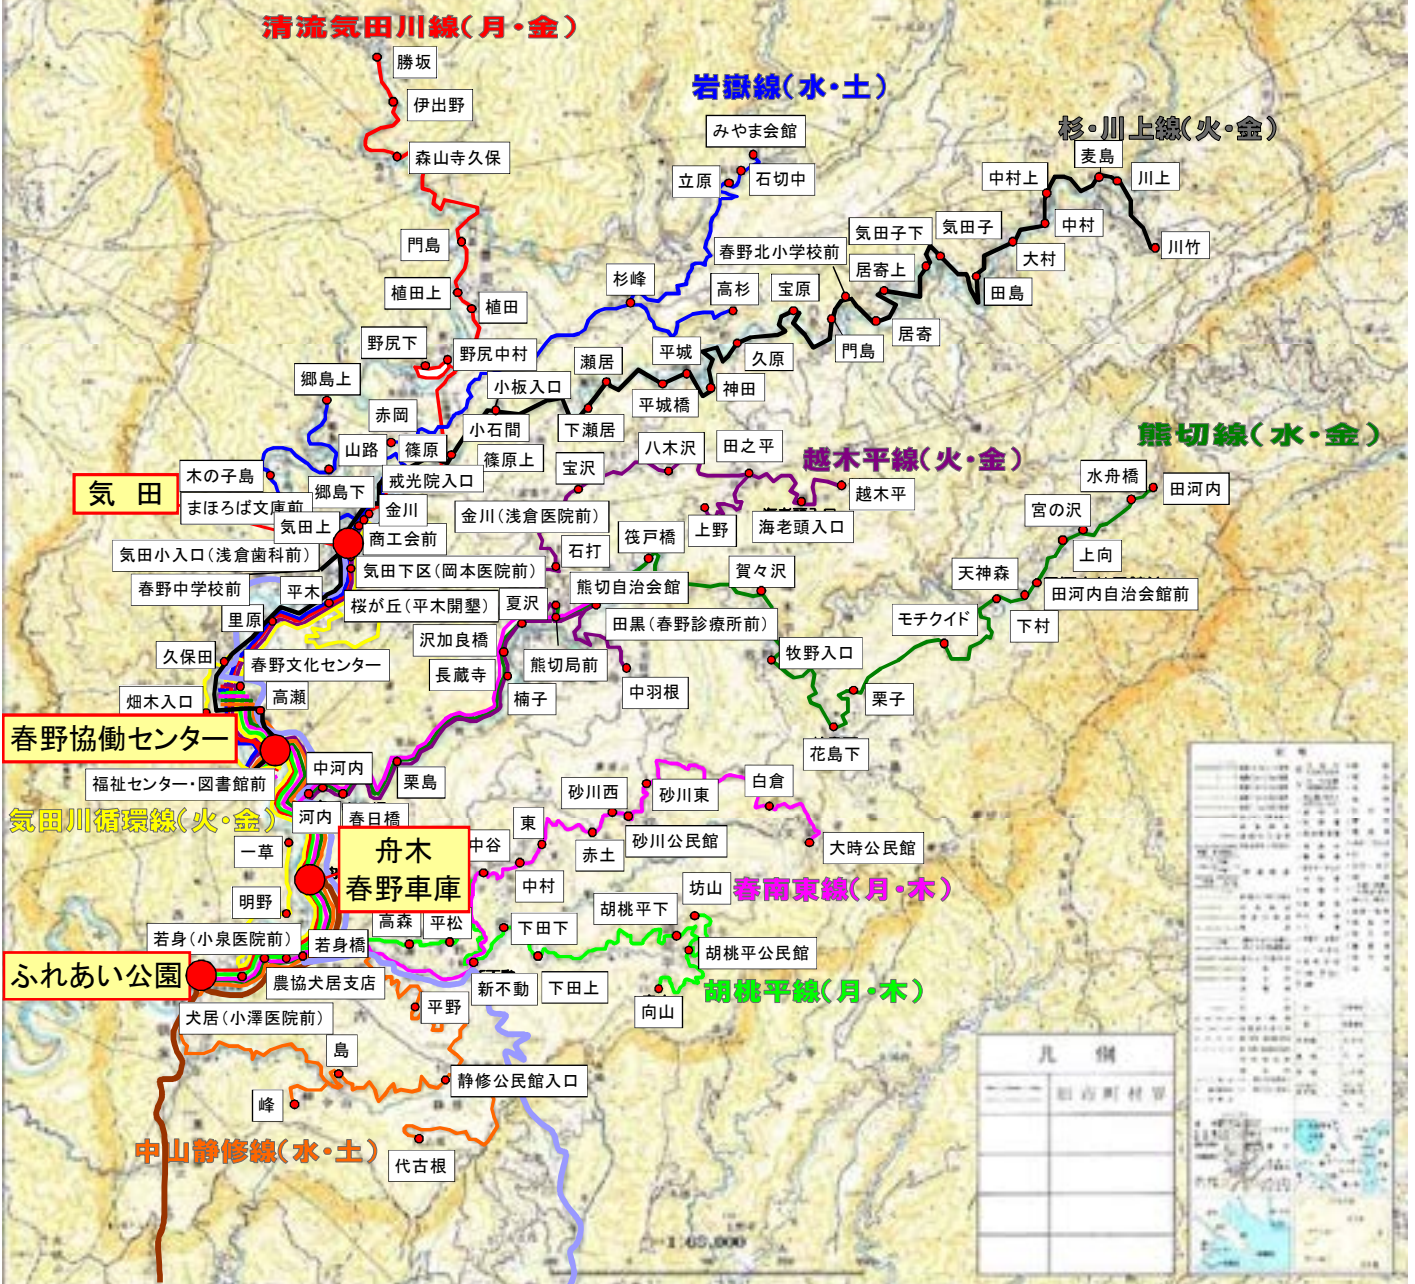 清流気田川線(月・金)
勝坂
伊出野
岩嶽線(水・土)
みやま会館
杉・川上線(火・金)
麦島
森山寺久保
立原
石切中
中村上
川上
門島
春野北小学校前
気田子下
気田子
中村
川竹
大村
植田上
植田
杉峰
高杉
宝原
居寄上
田島
野尻下
野尻中村
瀬居
平城
久原
門島
居寄
郷島上
小板入口
平城橋
神田
赤岡
小石間
下瀬居
山路
篠原
篠原上
八木沢
田之平
越木平線(火・金)
熊切線(水・金)
木の子島
戒光院入口
宝沢
水舟橋
田河内
気 田
郷島下
越木平
まほろば文庫前
金川
金川(浅倉医院前)
上野
海老頭入口
宮の沢
気田上
商工会前
筏戸橋
上向
気田小入口(浅倉歯科前)
石打
気田下区(岡本医院前)
賀々沢
天神森
春野中学校前
平木
熊切自治会館
田河内自治会館前
桜が丘(平木開墾)
夏沢
里原
田黒(春野診療所前)
モチクイド
下村
沢加良橋
久保田
春野文化センター
長蔵寺
熊切局前
牧野入口
高瀬
楠子
中羽根
栗子
畑木入口
春野協働センター
花島下
福祉センター・図書館前
中河内
栗島
白倉
砂川西
砂川東
気田川循環線(火・金)
河内
春日橋
東
一草
舟木
春野車庫
中谷
赤土
砂川公民館
大時公民館
中村
春南東線(月・木)
坊山
明野
高森
平松
下田下
胡桃平下
若身(小泉医院前)
若身橋
胡桃平公民館
ふれあい公園
農協犬居支店
新不動
下田上
胡桃平線(月・木)
平野
向山
犬居(小澤医院前)
島
静修公民館入口
峰
中山静修線(水・土)
代古根
凡 例
1:65,000